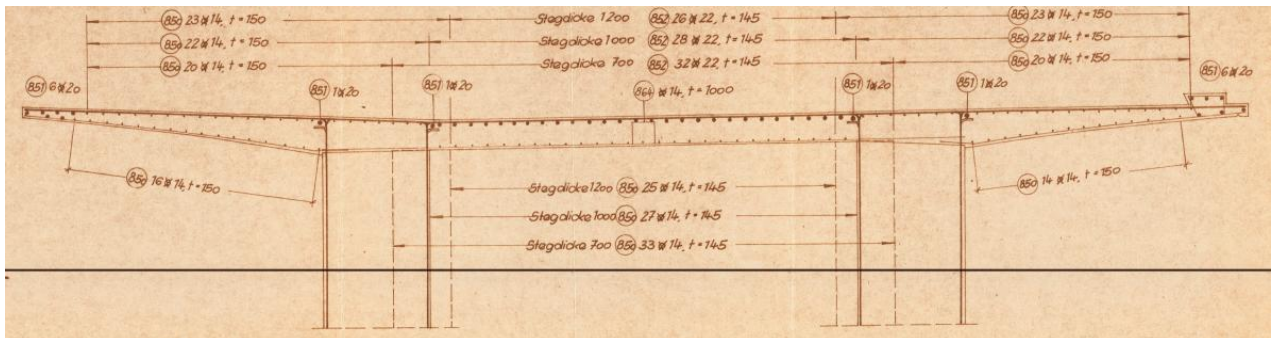 850 23 ⌀ 14, t=150 Stegdicke 1200 852 26 ⌀ 22, t=145 850 23 ⌀ 14, t=150
850 22 ⌀ 14, t=150 Stegdicke 1000 852 28 ⌀ 22, t=145 850 22 ⌀ 14, t=150
850 20 ⌀ 14, t=150 Stegdicke 700 852 32 ⌀ 22, t=145 850 20 ⌀ 14, t=150
851 6 ⌀ 20 851 1 ⌀ 20 851 1 ⌀ 20 864 ⌀ 14, t=1000 851 1 ⌀ 20 851 1 ⌀ 20 851 6 ⌀ 20
850 16 ⌀ 14, t=150 Stegdicke 1200 850 25 ⌀ 14, t=145 850 14 ⌀ 14, t=150
Stegdicke 1000 850 27 ⌀ 14, t=145
Stegdicke 700 850 33 ⌀ 14, t=145